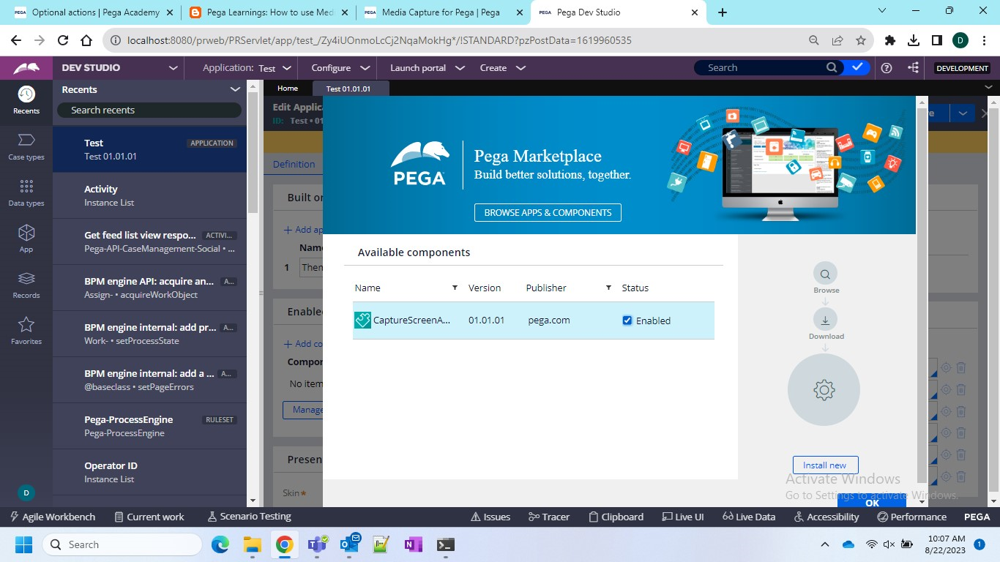 PEGA Optional actions | Pega Academy
Pega Learnings: How to use Med
PEGA Media Capture for Pega | Pega
PEGA Pega Dev Studio
localhost:8080/prweb/PRServlet/app/test_/Zy4iUOnmoLcCj2NqaMokHg*/!STANDARD?pzPostData=1619960535
D
DEV STUDIO
Application: Test
Configure
Launch portal
Create
Search
DEVELOPMENT
Recents
Recents
Search recents
Case types
Data types
App
Records
Favorites
D
Test APPLICATION
Test 01.01.01
Activity
Instance List
Get feed list view respo... ACTIVI...
Pega-API-CaseManagement-Social • ...
BPM engine API: acquire an... A...
Assign- • acquireWorkObject
BPM engine internal: add pr... A...
Work- • setProcessState
BPM engine internal: add a ... A...
@baseclass • setPageErrors
Pega-ProcessEngine RULESET
Pega-ProcessEngine
Operator ID
Instance List
Home
Test 01.01.01
Edit Applica
ID: Test • 01
Definition
Built on
+ Add ap
Name
1 Them
Enabled
+ Add co
Compor
No item
Manage
Presen
Skin★
PEGA
Pega Marketplace
Build better solutions, together.
BROWSE APPS & COMPONENTS
Available components
Name Version Publisher Status
CaptureScreenA... 01.01.01 pega.com Enabled
Browse
Download
Install new
OK
Activate Windows
Go to Settings to activate Windows.
Agile Workbench
Current work
Scenario Testing
Issues
Tracer
Clipboard
Live UI
Live Data
Accessibility
Performance
PEGA
Search
10:07 AM
8/22/2023
1